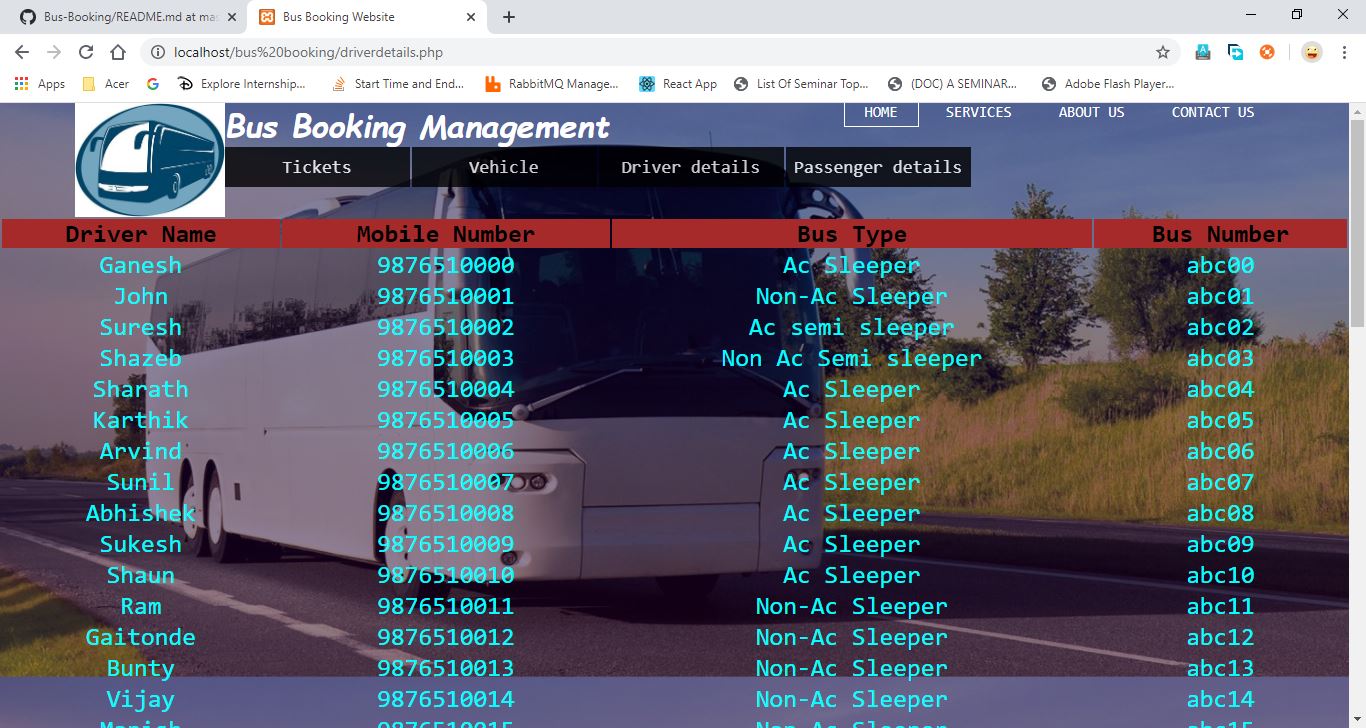 Bus-Booking/README.md at mas
Bus Booking Website
localhost/bus%20booking/driverdetails.php
Apps Acer Explore Internship... Start Time and End... RabbitMQ Manage... React App List Of Seminar Top... (DOC) A SEMINAR... Adobe Flash Player...
HOME SERVICES ABOUT US CONTACT US
Bus Booking Management
Tickets Vehicle Driver details Passenger details
Driver Name Mobile Number Bus Type Bus Number
Ganesh 9876510000 Ac Sleeper abc00
John 9876510001 Non-Ac Sleeper abc01
Suresh 9876510002 Ac semi sleeper abc02
Shazeb 9876510003 Non Ac Semi sleeper abc03
Sharath 9876510004 Ac Sleeper abc04
Karthik 9876510005 Ac Sleeper abc05
Arvind 9876510006 Ac Sleeper abc06
Sunil 9876510007 Ac Sleeper abc07
Abhishek 9876510008 Ac Sleeper abc08
Sukesh 9876510009 Ac Sleeper abc09
Shaun 9876510010 Ac Sleeper abc10
Ram 9876510011 Non-Ac Sleeper abc11
Gaitonde 9876510012 Non-Ac Sleeper abc12
Bunty 9876510013 Non-Ac Sleeper abc13
Vijay 9876510014 Non-Ac Sleeper abc14